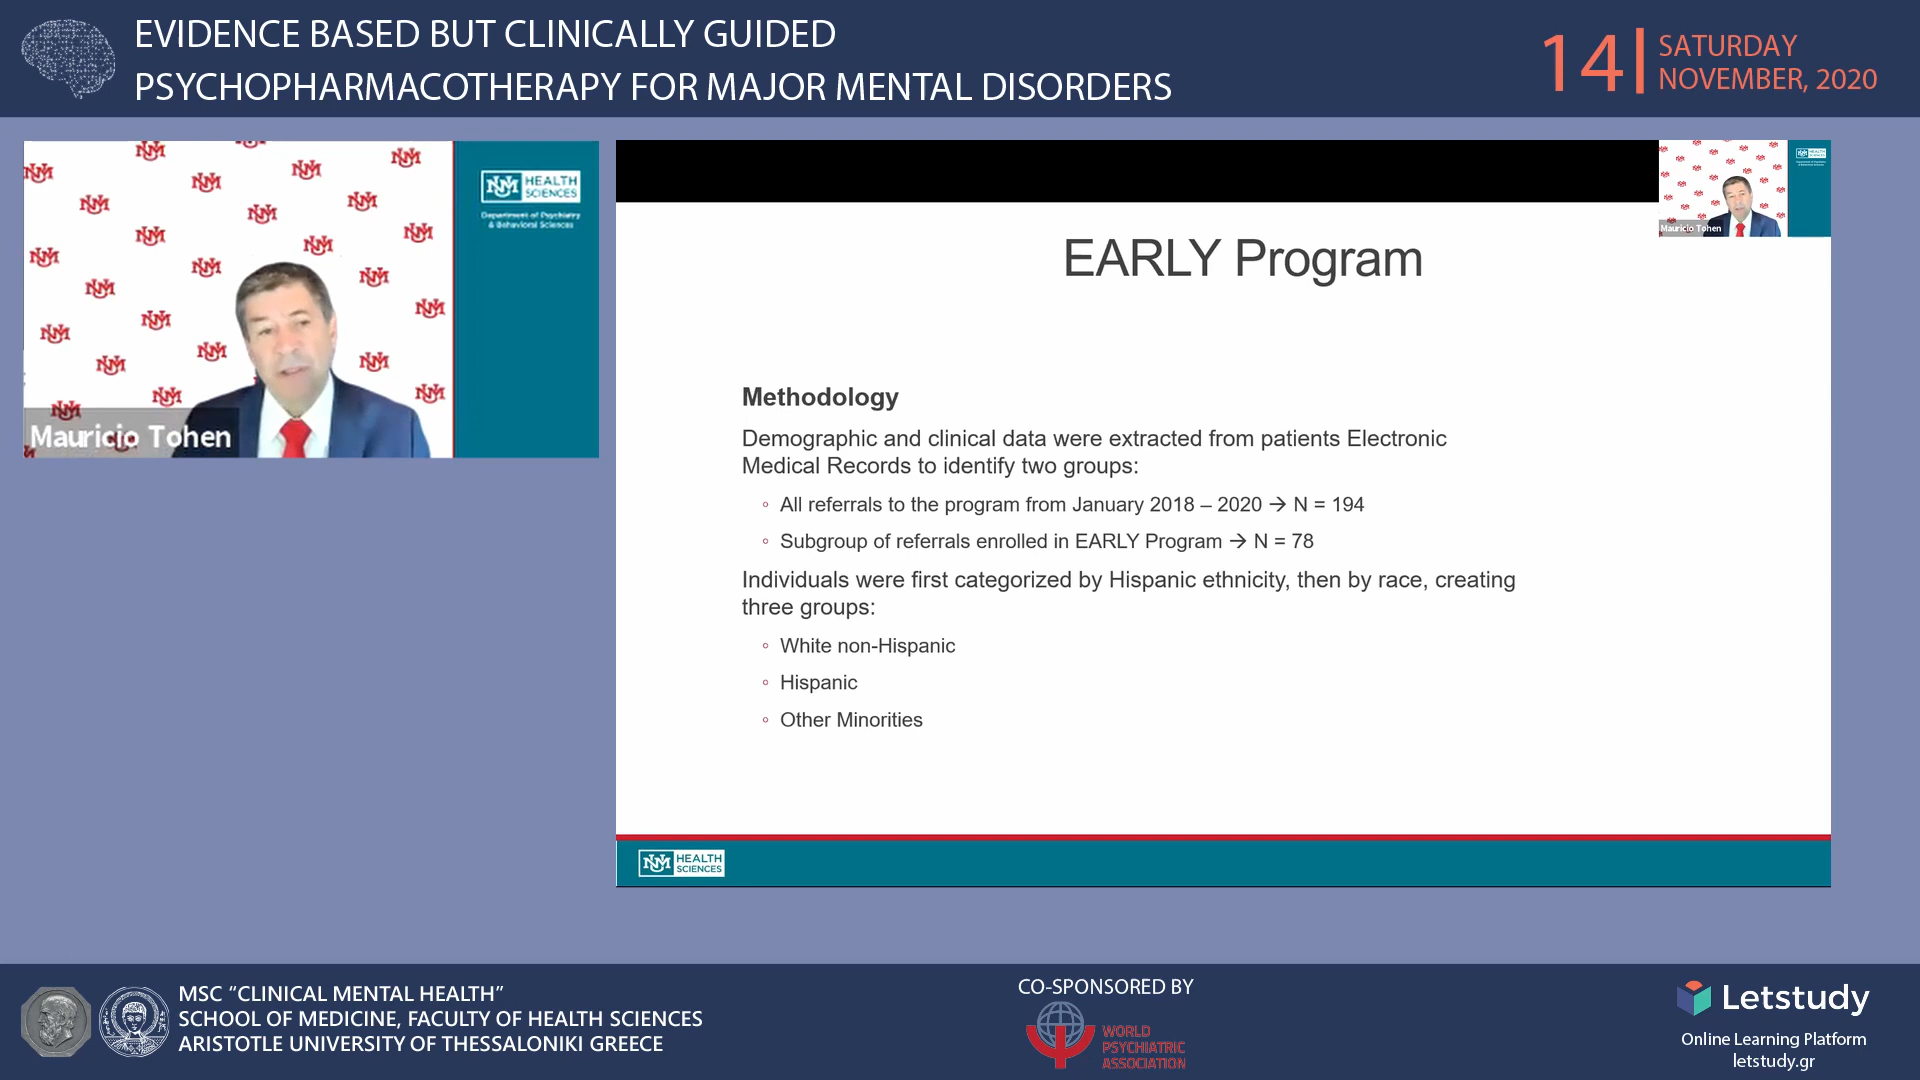 EVIDENCE BASED BUT CLINICALLY GUIDED
PSYCHOPHARMACOTHERAPY FOR MAJOR MENTAL DISORDERS
14
SATURDAY
NOVEMBER, 2020
UNM HEALTH
SCIENCES
Department of Psychiatry
& Behavioral Sciences
Mauricio Tohen
Mauricio Tohen
EARLY Program
Methodology
Demographic and clinical data were extracted from patients Electronic
Medical Records to identify two groups:
◦ All referrals to the program from January 2018 – 2020 → N = 194
◦ Subgroup of referrals enrolled in EARLY Program → N = 78
Individuals were first categorized by Hispanic ethnicity, then by race, creating
three groups:
◦ White non-Hispanic
◦ Hispanic
◦ Other Minorities
UNM HEALTH
SCIENCES
MSC “CLINICAL MENTAL HEALTH”
SCHOOL OF MEDICINE, FACULTY OF HEALTH SCIENCES
ARISTOTLE UNIVERSITY OF THESSALONIKI GREECE
CO-SPONSORED BY
WORLD
PSYCHIATRIC
ASSOCIATION
Letstudy
Online Learning Platform
letstudy.gr